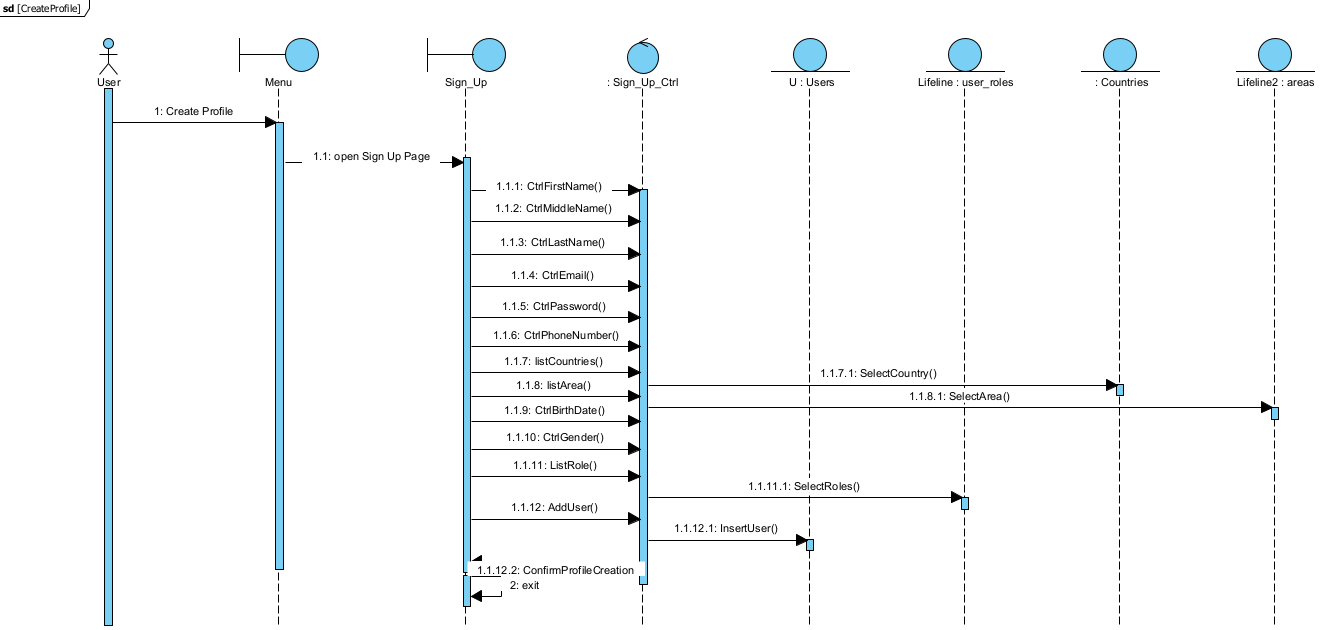 sd [CreateProfile]
User
Menu
Sign_Up
: Sign_Up_Ctrl
U : Users
Lifeline : user_roles
: Countries
Lifeline2 : areas
1: Create Profile
1.1: open Sign Up Page
1.1.1: CtrlFirstName()
1.1.2: CtrlMiddleName()
1.1.3: CtrlLastName()
1.1.4: CtrlEmail()
1.1.5: CtrlPassword()
1.1.6: CtrlPhoneNumber()
1.1.7: listCountries()
1.1.7.1: SelectCountry()
1.1.8: listArea()
1.1.8.1: SelectArea()
1.1.9: CtrlBirthDate()
1.1.10: CtrlGender()
1.1.11: ListRole()
1.1.11.1: SelectRoles()
1.1.12: AddUser()
1.1.12.1: InsertUser()
1.1.12.2: ConfirmProfileCreation
2: exit